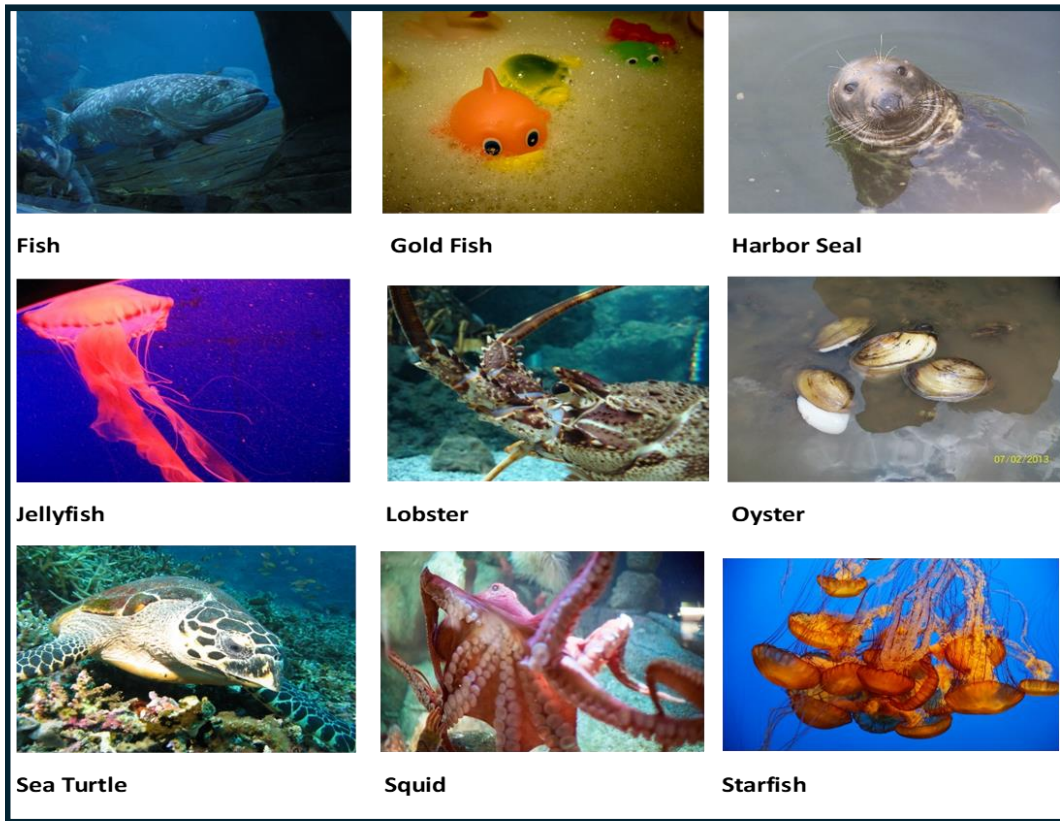 Fish
Gold Fish
Harbor Seal
07/02/2013
Jellyfish
Lobster
Oyster
Sea Turtle
Squid
Starfish